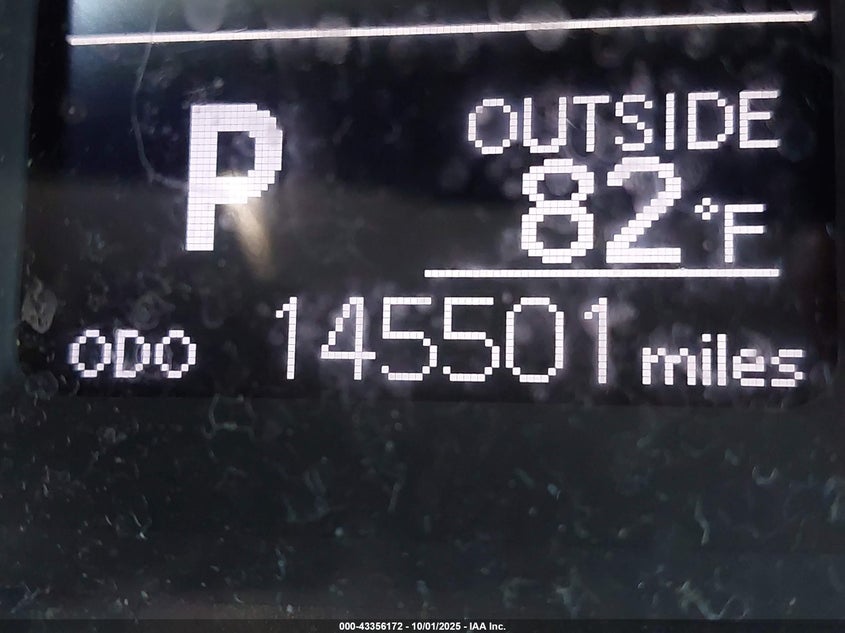 P
OUTSIDE
82°F
ODO 145501 miles
000-43356172 - 10/01/2025 - IAA Inc.